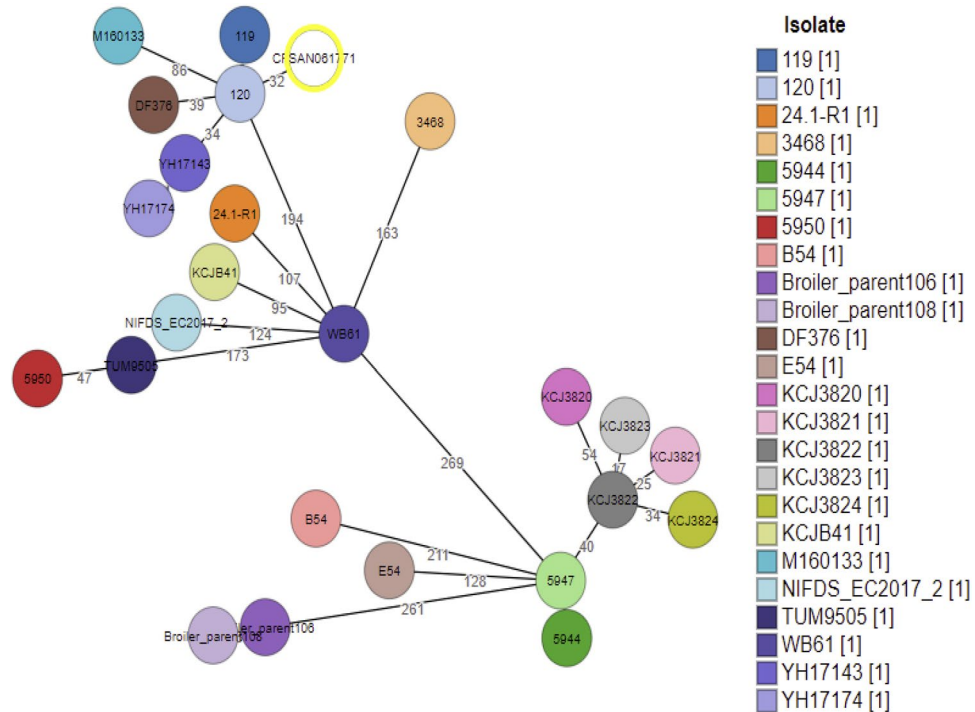 M160133
119
CFSAN061771
86
32
120
DF376
39
34
3468
YH17143
YH17174
24.1-R1
194
163
KCJB41
107
95
NIFDS_EC2017_2
124
WB61
TUM9505
173
5950
47
269
KCJ3820
KCJ3823
54
17
KCJ3821
25
KCJ3822
34
KCJ3824
40
B54
211
E54
128
5947
261
Broiler_parent108
ler_parent106
5944
Isolate
119 [1]
120 [1]
24.1-R1 [1]
3468 [1]
5944 [1]
5947 [1]
5950 [1]
B54 [1]
Broiler_parent106 [1]
Broiler_parent108 [1]
DF376 [1]
E54 [1]
KCJ3820 [1]
KCJ3821 [1]
KCJ3822 [1]
KCJ3823 [1]
KCJ3824 [1]
KCJB41 [1]
M160133 [1]
NIFDS_EC2017_2 [1]
TUM9505 [1]
WB61 [1]
YH17143 [1]
YH17174 [1]